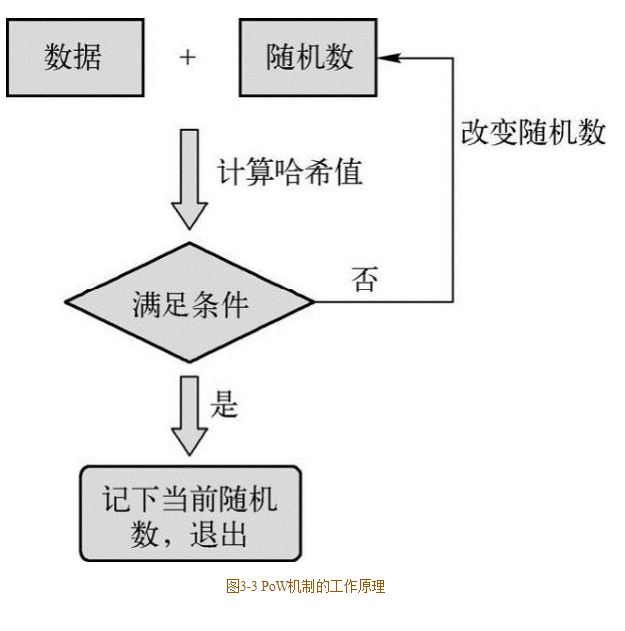 数据
+
随机数
改变随机数
计算哈希值
否
满足条件
是
记下当前随机
数，退出
图3-3 PoW机制的工作原理